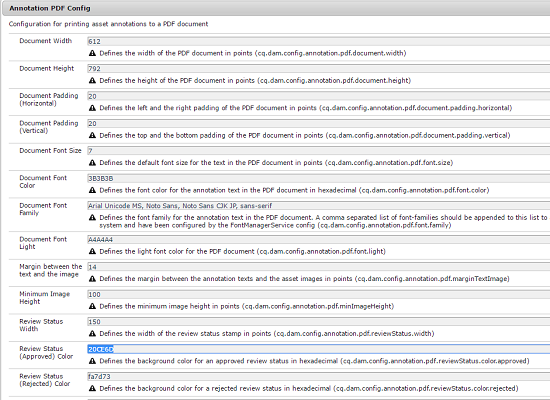 Annotation PDF Config
Configuration for printing asset annotations to a PDF document
Document Width
612
Defines the width of the PDF document in points (cq.dam.config.annotation.pdf.document.width)
Document Height
792
Defines the height of the PDF document in points (cq.dam.config.annotation.pdf.document.height)
Document Padding
(Horizontal)
20
Defines the left and the right padding of the PDF document in points (cq.dam.config.annotation.pdf.document.padding.horizontal)
Document Padding
(Vertical)
20
Defines the top and the bottom padding of the PDF document in points (cq.dam.config.annotation.pdf.document.padding.vertical)
Document Font Size
7
Defines the default font size for the text in the PDF document in points (cq.dam.config.annotation.pdf.font.size)
Document Font
Color
3B3B3B
Defines the font color for the annotation text in the PDF document in hexadecimal (cq.dam.config.annotation.pdf.font.color)
Document Font
Family
Arial Unicode MS, Noto Sans, Noto Sans CJK JP, sans-serif
Defines the font family for the annotation text in the PDF document. A comma separated list of font-families should be appended to this list to
system and have been configured by the FontManagerService config (cq.dam.config.annotation.pdf.font.family)
Document Font
Light
A4A4A4
Defines the light font color for the PDF document (cq.dam.config.annotation.pdf.font.light)
Margin between the
text and the image
14
Defines the margin between the annotation texts and the asset images in points (cq.dam.config.annotation.pdf.marginTextImage)
Minimum Image
Height
100
Defines the minimum image height in points (cq.dam.config.annotation.pdf.minImageHeight)
Review Status
Width
150
Defines the width of the review status stamp in points (cq.dam.config.annotation.pdf.reviewStatus.width)
Review Status
(Approved) Color
20CE6D
Defines the background color for an approved review status in hexadecimal (cq.dam.config.annotation.pdf.reviewStatus.color.approved)
Review Status
(Rejected) Color
fa7d73
Defines the background color for a rejected review status in hexadecimal (cq.dam.config.annotation.pdf.reviewStatus.color.rejected)